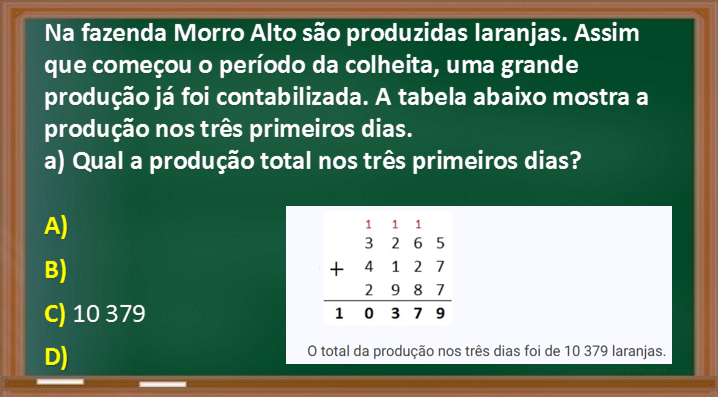 Na fazenda Morro Alto são produzidas laranjas. Assim
que começou o período da colheita, uma grande
produção já foi contabilizada. A tabela abaixo mostra a
produção nos três primeiros dias.
a) Qual a produção total nos três primeiros dias?
A)
B)
C) 10 379
D)
1 1 1
3 2 6 5
+ 4 1 2 7
2 9 8 7
1 0 3 7 9
O total da produção nos três dias foi de 10 379 laranjas.